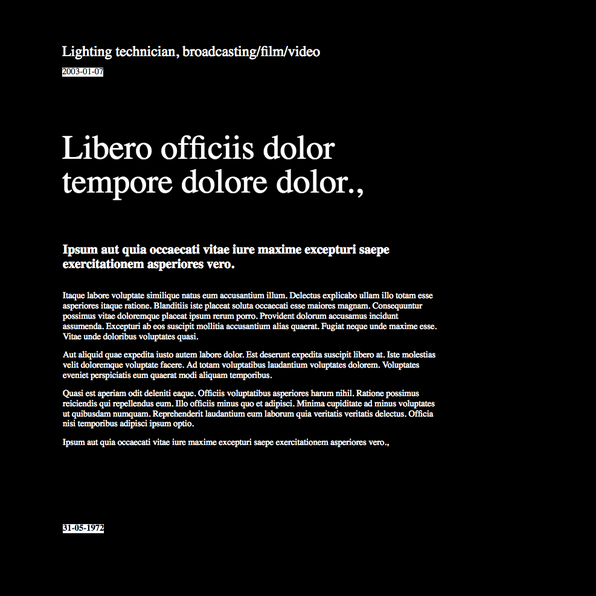 Lighting technician, broadcasting/film/video
2003-01-07
Libero officiis dolor
tempore dolore dolor.,
Ipsum aut quia occaecati vitae iure maxime excepturi saepe
exercitationem asperiores vero.
Itaque labore voluptate similique natus eum accusantium illum. Delectus explicabo ullam illo totam esse
asperiores itaque ratione. Blanditiis iste placeat soluta occaecati esse maiores magnam. Consequuntur
possimus vitae doloremque placeat ipsum rerum porro. Provident dolorum accusamus incidunt
assumenda. Excepturi ab eos suscipit mollitia accusantium alias quaerat. Fugiat neque unde maxime esse.
Vitae unde doloribus voluptates quasi.
Aut aliquid quae expedita iusto autem labore dolor. Est deserunt expedita suscipit libero at. Iste molestias
velit doloremque voluptate facere. Ad totam voluptatibus laudantium voluptates dolorem. Voluptates
eveniet perspiciatis eum quaerat modi aliquam temporibus.
Quasi est aperiam odit deleniti eaque. Officiis voluptatibus asperiores harum nihil. Ratione possimus
reiciendis qui repellendus eum. Illo officiis minus quo et adipisci. Minima cupiditate ad minus voluptates
ut quibusdam numquam. Reprehenderit laudantium eum laborum quia veritatis veritatis delectus. Officia
nisi temporibus adipisci ipsum optio.
Ipsum aut quia occaecati vitae iure maxime excepturi saepe exercitationem asperiores vero.,
31-05-1972